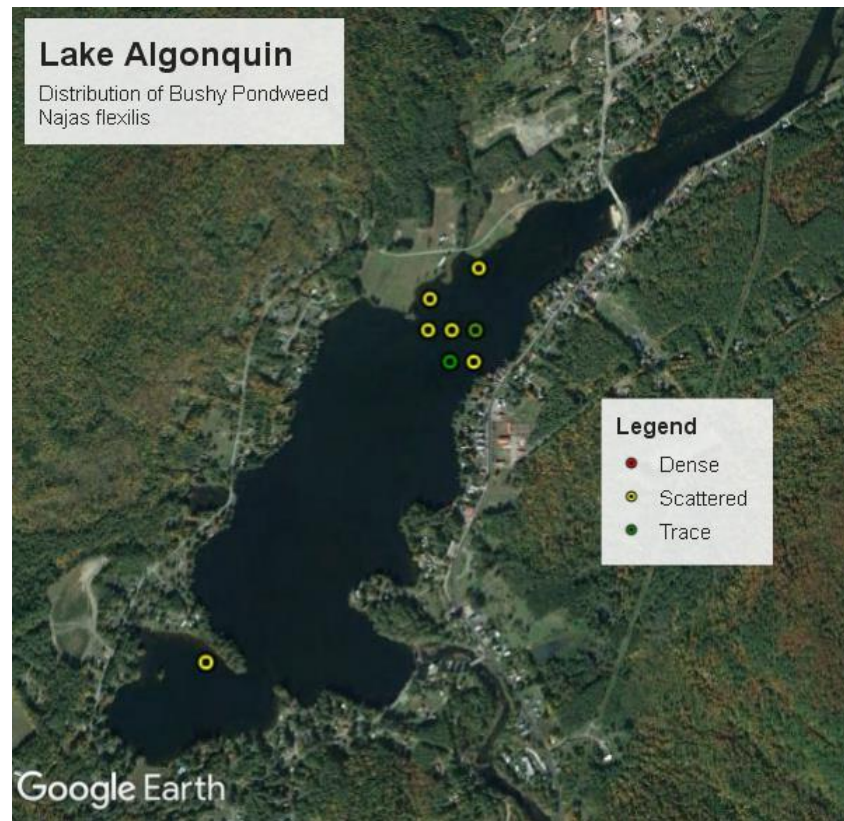 Lake Algonquin
Distribution of Bushy Pondweed
Najas flexilis
Legend
Dense
Scattered
Trace
Google Earth